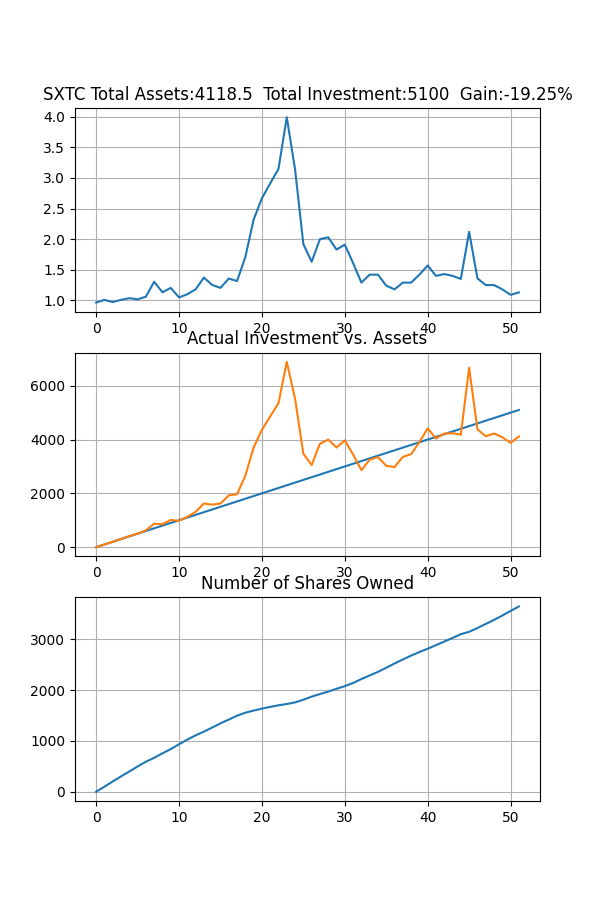 SXTC Total Assets:4118.5  Total Investment:5100  Gain:-19.25%
4.0
3.5
3.0
2.5
2.0
1.5
1.0
0 10 20 30 40 50
Actual Investment vs. Assets
6000
4000
2000
0
0 10 20 30 40 50
Number of Shares Owned
3000
2000
1000
0
0 10 20 30 40 50